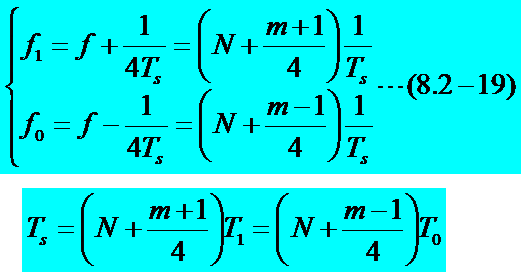 f₁ = f + 1/(4Tₛ) = (N + (m+1)/4) 1/Tₛ
f₀ = f − 1/(4Tₛ) = (N + (m−1)/4) 1/Tₛ ···(8.2−19)
Tₛ = (N + (m+1)/4)T₁ = (N + (m−1)/4)T₀